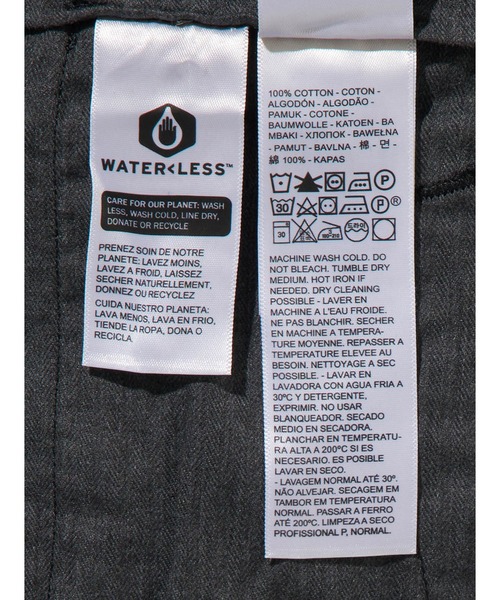 WATER<LESS™
CARE FOR OUR PLANET: WASH
LESS, WASH COLD, LINE DRY,
DONATE OR RECYCLE
PRENEZ SOIN DE NOTRE
PLANETE: LAVEZ MOINS,
LAVEZ A FROID, LAISSEZ
SECHER NATURELLEMENT,
DONNEZ OU RECYCLEZ
CUIDA NUESTRO PLANETA:
LAVA MENOS, LAVA EN FRIO,
TIENDE LA ROPA, DONA O
RECICLA.
100% COTTON - COTON -
ALGODÓN - ALGODÃO -
PAMUK - COTONE -
BAUMWOLLE - KATOEN - BA
MBAKI - ХЛОПОК - BAWEŁNA
- PAMUT - BAVLNA - 棉 - 면 -
綿 100% - KAPAS
P
30 P ®
30 180-210 드라이
MACHINE WASH COLD. DO
NOT BLEACH. TUMBLE DRY
MEDIUM. HOT IRON IF
NEEDED. DRY CLEANING
POSSIBLE - LAVER EN
MACHINE A L'EAU FROIDE.
NE PAS BLANCHIR. SECHER
EN MACHINE A TEMPERA-
TURE MOYENNE. REPASSER A
TEMPERATURE ELEVEE AU
BESOIN. NETTOYAGE A SEC
POSSIBLE. - LAVAR EN
LAVADORA CON AGUA FRIA A
30ºC Y DETERGENTE,
EXPRIMIR. NO USAR
BLANQUEADOR. SECADO
MEDIO EN SECADORA.
PLANCHAR EN TEMPERATU-
RA ALTA A 200ºC SI ES
NECESARIO. ES POSIBLE
LAVAR EN SECO.
- LAVAGEM NORMAL ATÉ 30º.
NÃO ALVEJAR. SECAGEM EM
TAMBOR EM TEMPERATURA
NORMAL. PASSAR A FERRO
ATÉ 200ºC. LIMPEZA A SECO
PROFISSIONAL P, NORMAL.